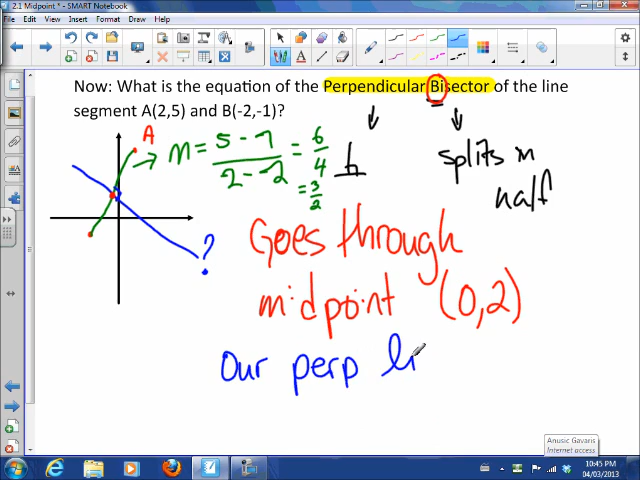 2.1 Midpoint * - SMART Notebook
File Edit View Insert Format Tools Draw Help
Now: What is the equation of the Perpendicular Bisector of the line
segment A(2,5) and B(-2,-1)?
A
m = 5 - -1 / 2 - -2 = 6/4
= 3/2
splits in
half
?
Goes through
midpoint (0,2)
Our perp li
Anusic Gavaris
Internet access
10:45 PM
04/03/2013